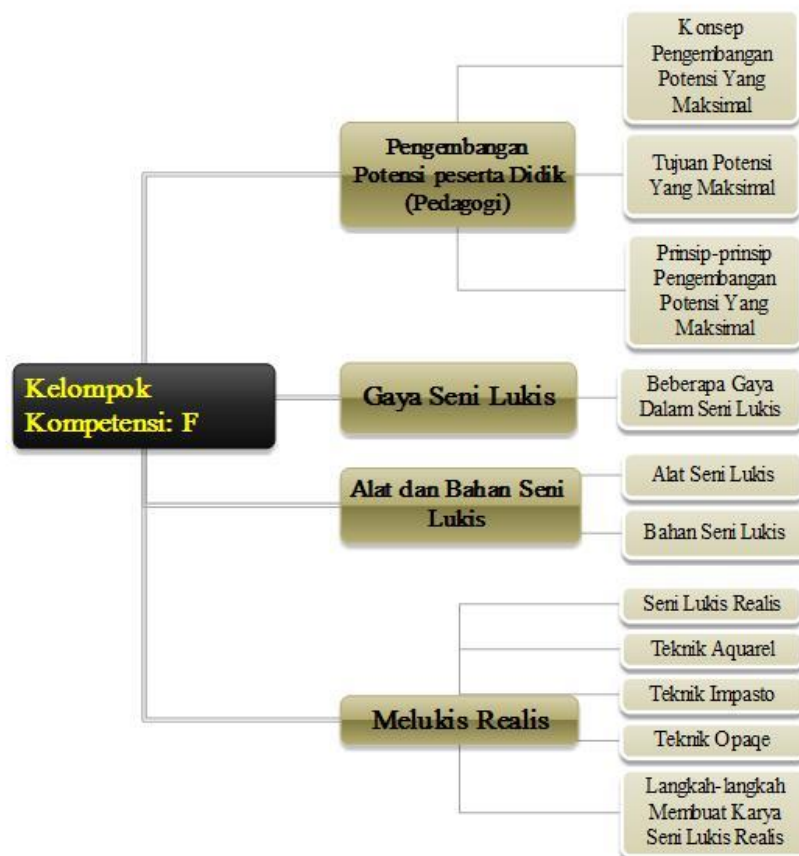 Kelompok
Kompetensi: F
Pengembangan
Potensi peserta Didik
(Pedagogi)
Konsep
Pengembangan
Potensi Yang
Maksimal
Tujuan Potensi
Yang Maksimal
Prinsip-prinsip
Pengembangan
Potensi Yang
Maksimal
Gaya Seni Lukis
Beberapa Gaya
Dalam Seni Lukis
Alat dan Bahan Seni
Lukis
Alat Seni Lukis
Bahan Seni Lukis
Melukis Realis
Seni Lukis Realis
Teknik Aquarel
Teknik Impasto
Teknik Opaqe
Langkah-langkah
Membuat Karya
Seni Lukis Realis